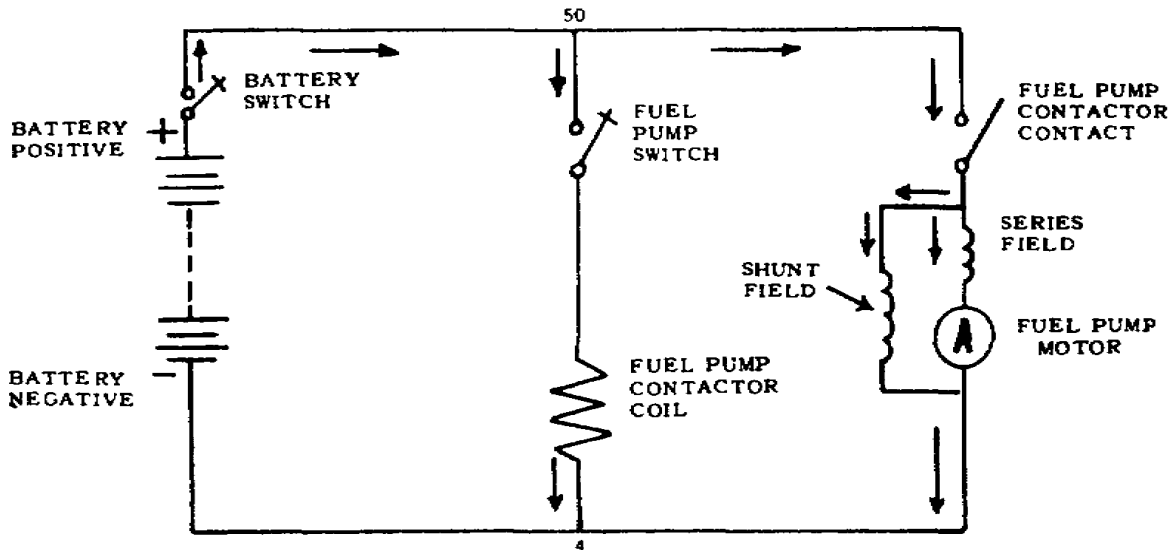 50
BATTERY
SWITCH
BATTERY
POSITIVE
+
FUEL
PUMP
SWITCH
FUEL PUMP
CONTACTOR
CONTACT
SERIES
FIELD
SHUNT
FIELD
A
FUEL PUMP
MOTOR
BATTERY
NEGATIVE
-
FUEL PUMP
CONTACTOR
COIL
4